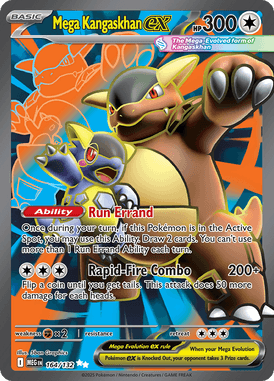 BASIC
Mega Kangaskhan ex
HP 300
The Mega-Evolved form of
Kangaskhan
Ability Run Errand
Once during your turn, if this Pokémon is in the Active
Spot, you may use this Ability. Draw 2 cards. You can't use
more than 1 Run Errand Ability each turn.
Rapid-Fire Combo 200+
Flip a coin until you get tails. This attack does 50 more
damage for each heads.
weakness ×2 resistance retreat
Mega Evolution ex rule
When your Mega Evolution
Pokémon ex is Knocked Out, your opponent takes 3 Prize cards.
Illus. 5ban Graphics
MEG EN 164/132
©2025 Pokémon / Nintendo / Creatures / GAME FREAK